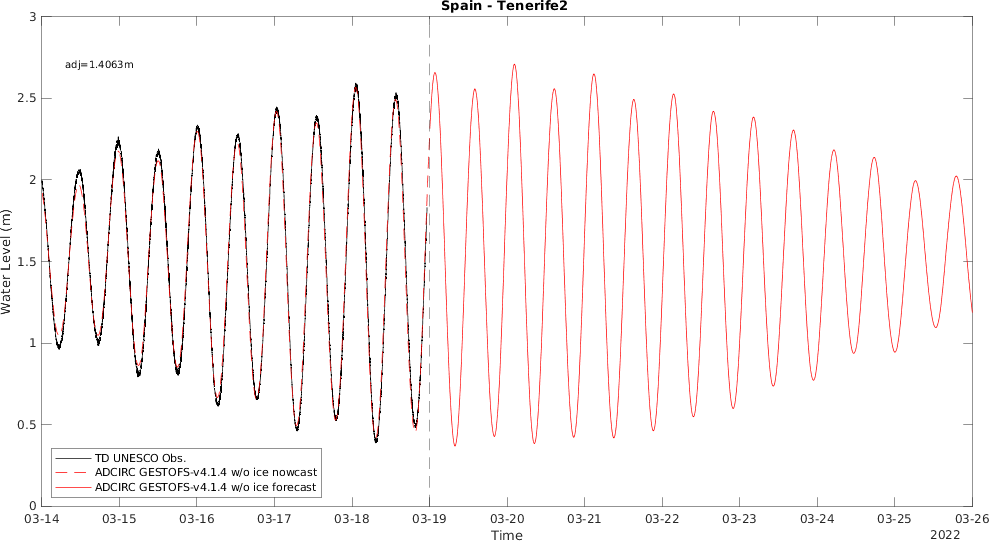 Spain - Tenerife2
adj=1.4063m
Water Level (m)
3
2.5
2
1.5
1
0.5
0
TD UNESCO Obs.
ADCIRC GESTOFS-v4.1.4 w/o ice nowcast
ADCIRC GESTOFS-v4.1.4 w/o ice forecast
03-14 03-15 03-16 03-17 03-18 03-19 03-20 03-21 03-22 03-23 03-24 03-25 03-26
Time
2022